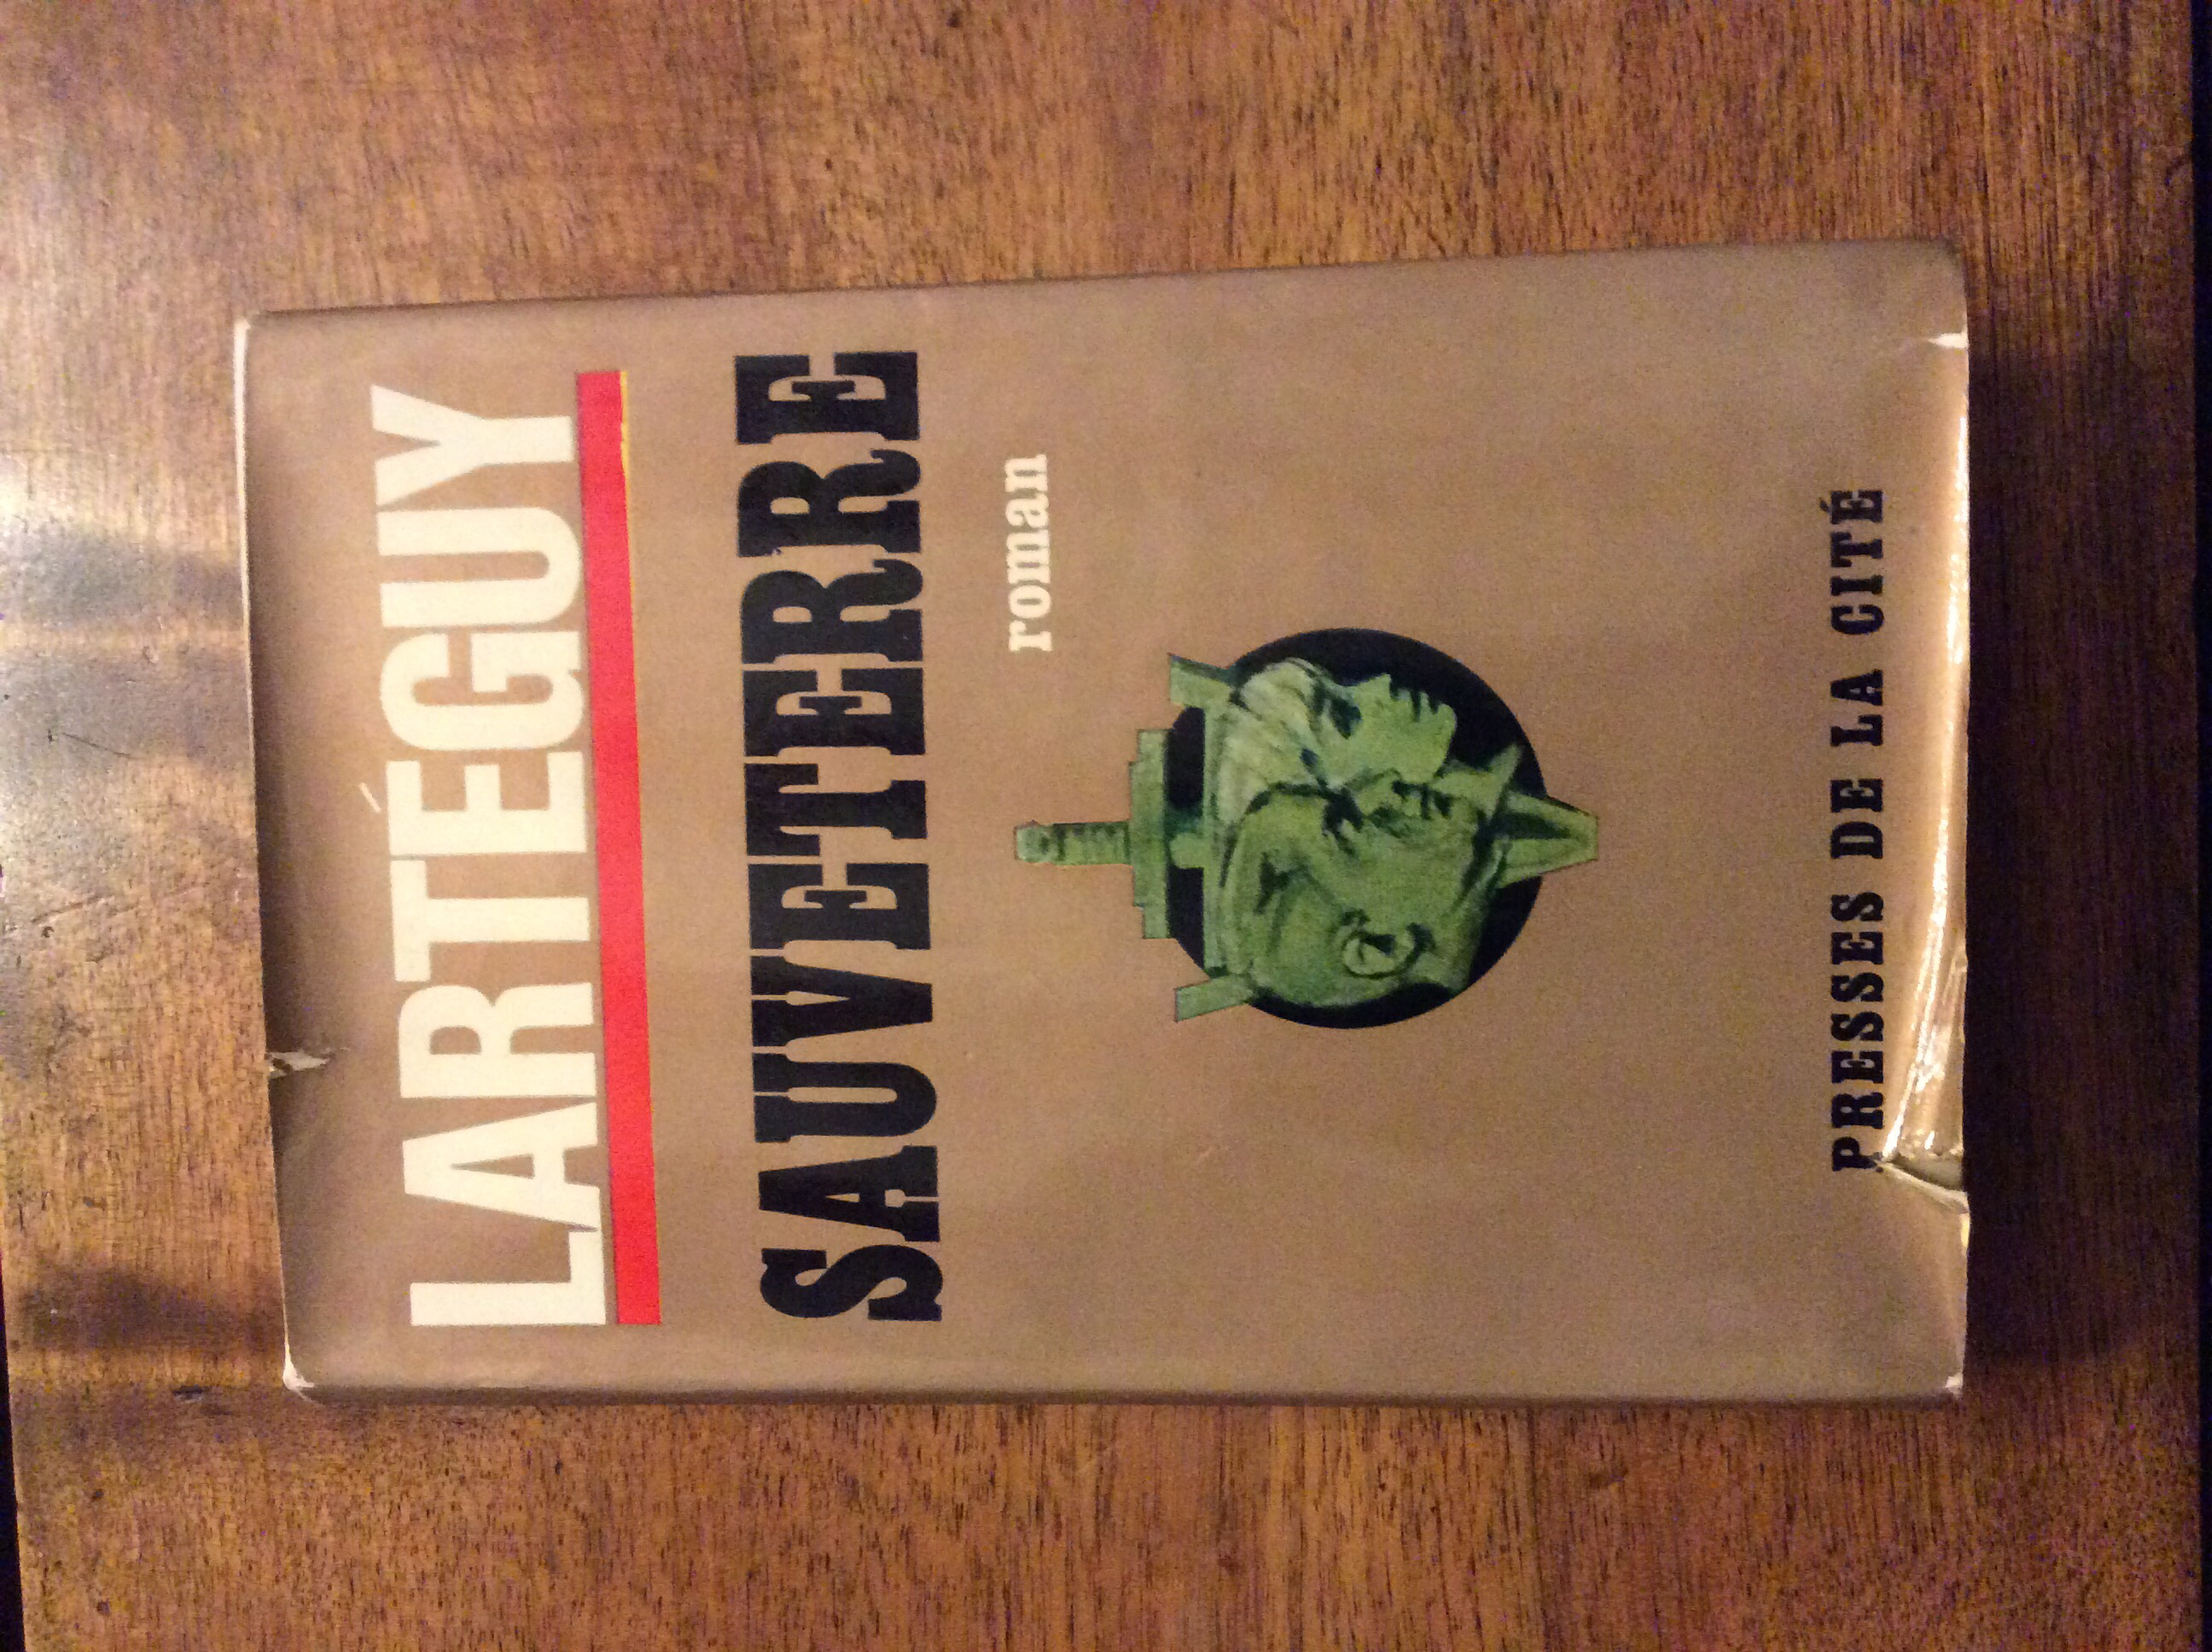 LARTÉGUY
SAUVETERRE
roman
PRESSES DE LA CITÉ